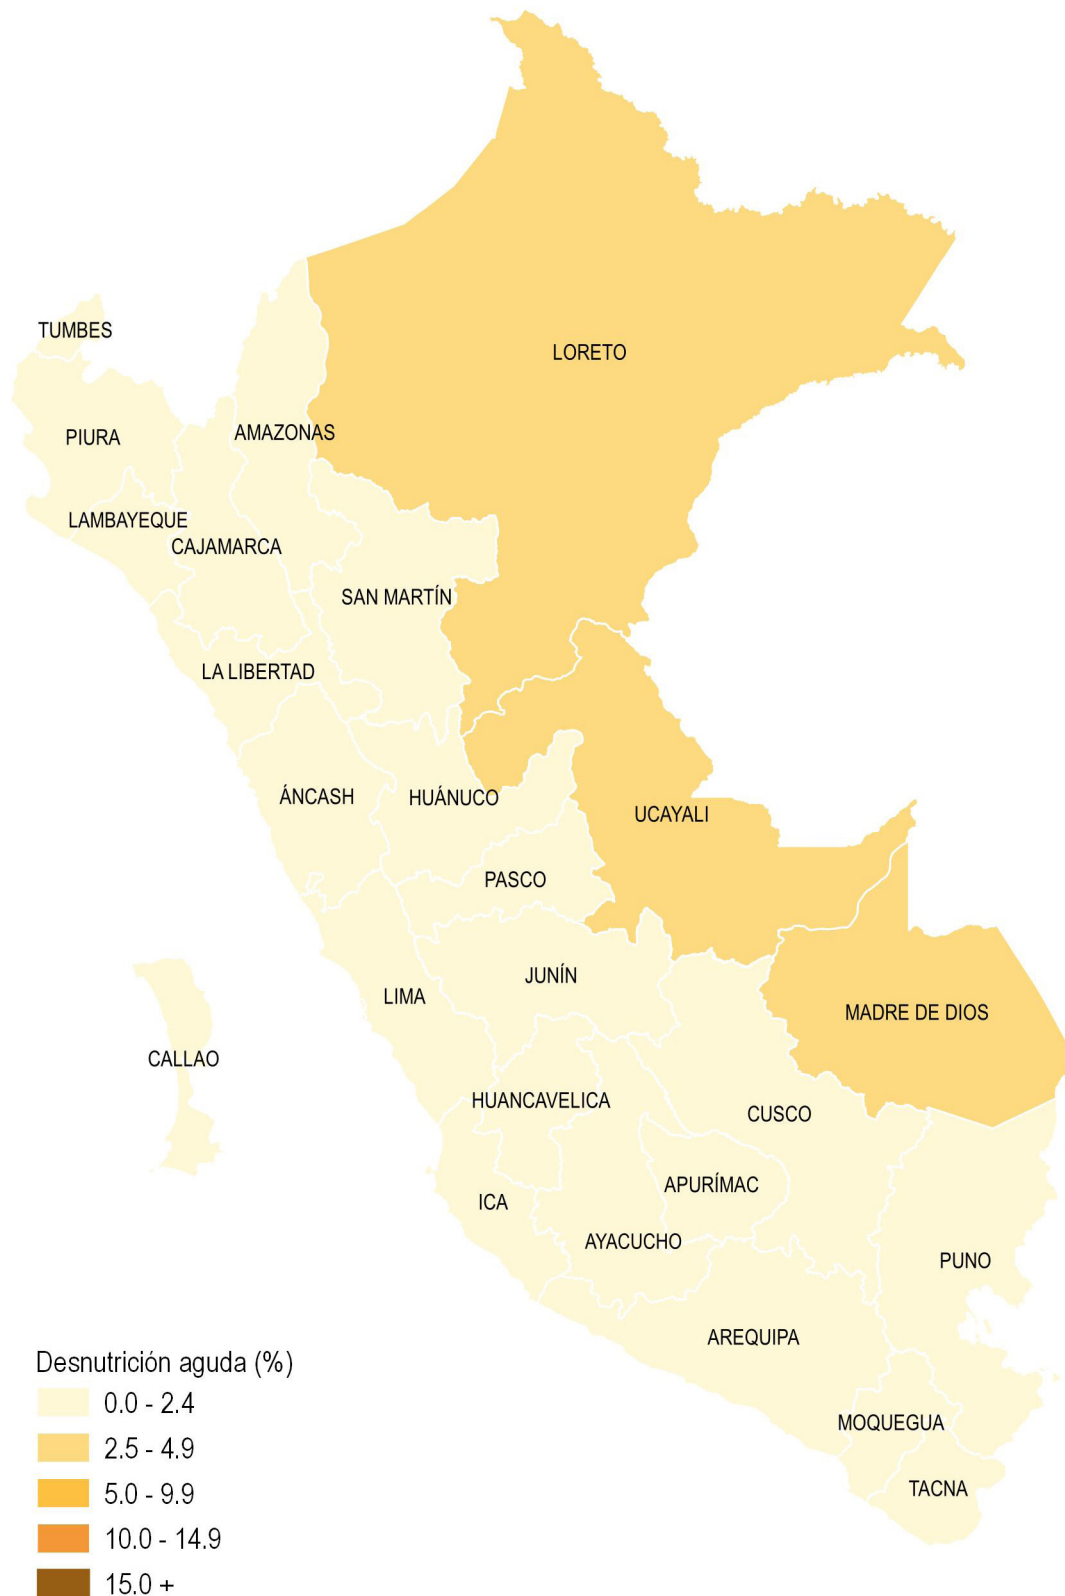 TUMBES
LORETO
PIURA
AMAZONAS
LAMBAYEQUE
CAJAMARCA
SAN MARTÍN
LA LIBERTAD
ÁNCASH
HUÁNUCO
UCAYALI
PASCO
JUNÍN
LIMA
MADRE DE DIOS
CALLAO
HUANCAVELICA
CUSCO
APURÍMAC
ICA
AYACUCHO
PUNO
AREQUIPA
MOQUEGUA
TACNA
Desnutrición aguda (%)
0.0 - 2.4
2.5 - 4.9
5.0 - 9.9
10.0 - 14.9
15.0 +